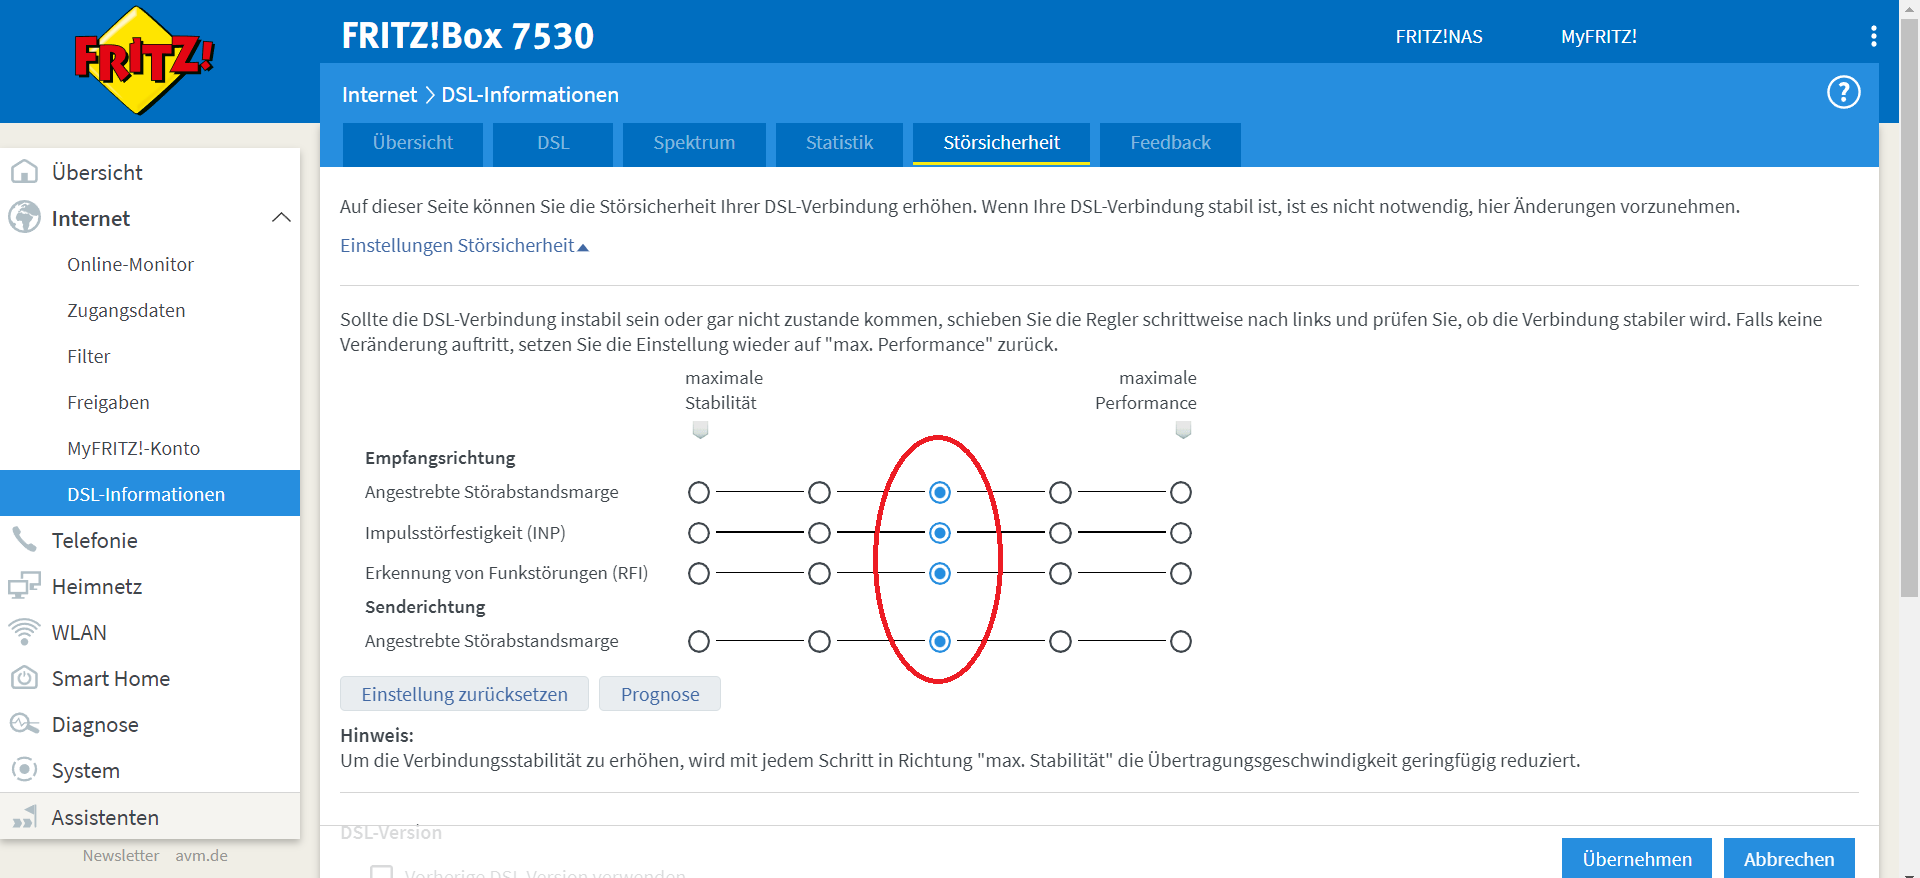 FRITZ!
FRITZ!Box 7530
FRITZ!NAS
MyFRITZ!
Internet > DSL-Informationen
?
Übersicht
DSL
Spektrum
Statistik
Störsicherheit
Feedback
Übersicht
Internet
Online-Monitor
Zugangsdaten
Filter
Freigaben
MyFRITZ!-Konto
DSL-Informationen
Telefonie
Heimnetz
WLAN
Smart Home
Diagnose
System
Assistenten
Newsletter avm.de
Auf dieser Seite können Sie die Störsicherheit Ihrer DSL-Verbindung erhöhen. Wenn Ihre DSL-Verbindung stabil ist, ist es nicht notwendig, hier Änderungen vorzunehmen.
Einstellungen Störsicherheit
Sollte die DSL-Verbindung instabil sein oder gar nicht zustande kommen, schieben Sie die Regler schrittweise nach links und prüfen Sie, ob die Verbindung stabiler wird. Falls keine
Veränderung auftritt, setzen Sie die Einstellung wieder auf "max. Performance" zurück.
maximale
Stabilität
maximale
Performance
Empfangsrichtung
Angestrebte Störabstandsmarge
Impulsstörfestigkeit (INP)
Erkennung von Funkstörungen (RFI)
Senderichtung
Angestrebte Störabstandsmarge
Einstellung zurücksetzen
Prognose
Hinweis:
Um die Verbindungsstabilität zu erhöhen, wird mit jedem Schritt in Richtung "max. Stabilität" die Übertragungsgeschwindigkeit geringfügig reduziert.
DSL-Version
Vorherige DSL-Version verwenden
Übernehmen
Abbrechen